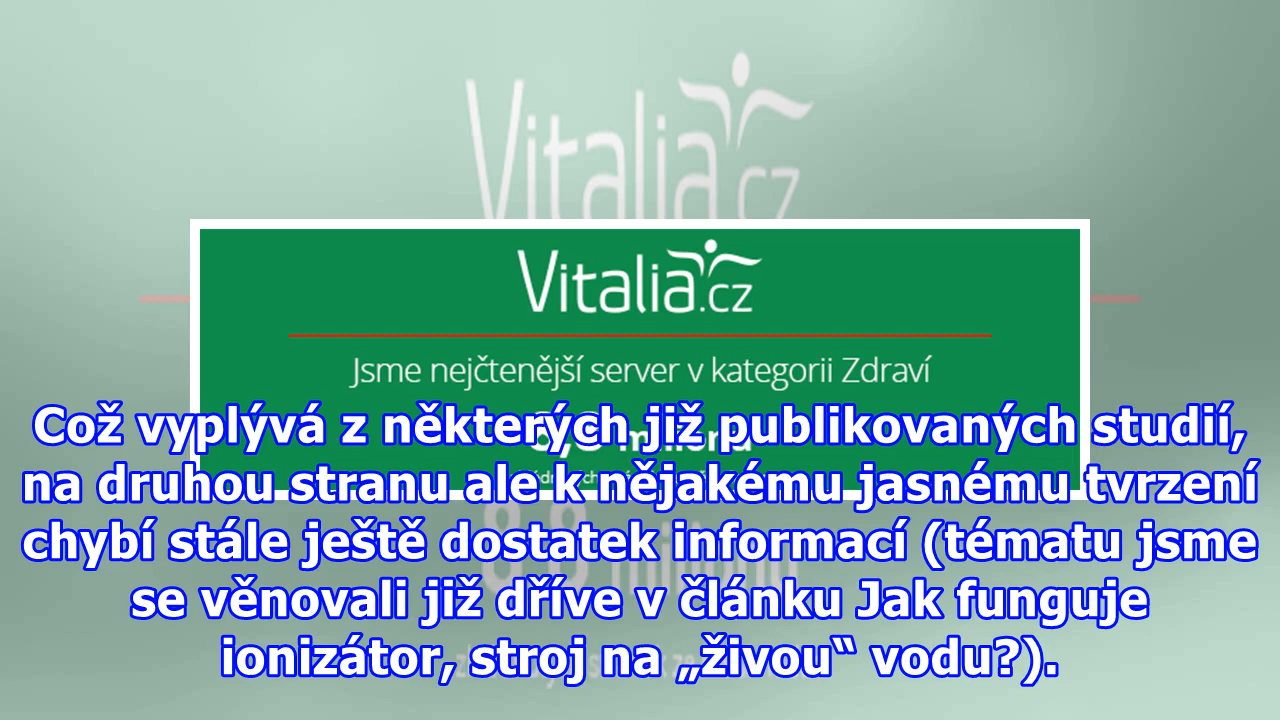 Vitalia.cz
Vitalia.cz
Jsme nejčtenější server v kategorii Zdraví
Což vyplývá z některých již publikovaných studií,
na druhou stranu ale k nějakému jasnému tvrzení
chybí stále ještě dostatek informací (tématu jsme
se věnovali již dříve v článku Jak funguje
ionizátor, stroj na „živou“ vodu?).